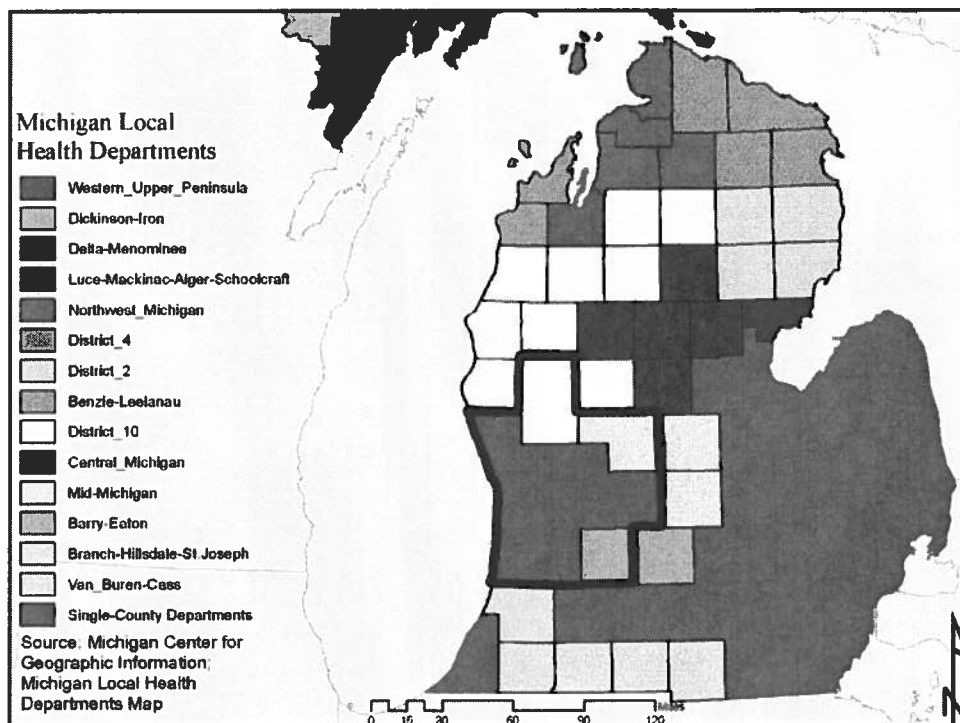 Michigan Local
Health Departments
Western_Upper_Peninsula
Dickinson-Iron
Delta-Menominee
Luce-Mackinac-Alger-Schoolcraft
Northwest_Michigan
District_4
District_2
Benzie-Leelanau
District_10
Central_Michigan
Mid-Michigan
Barry-Eaton
Branch-Hillsdale-St.Joseph
Van_Buren-Cass
Single-County Departments
Source: Michigan Center for
Geographic Information;
Michigan Local Health
Departments Map
0 15 30 60 90 120
Miles